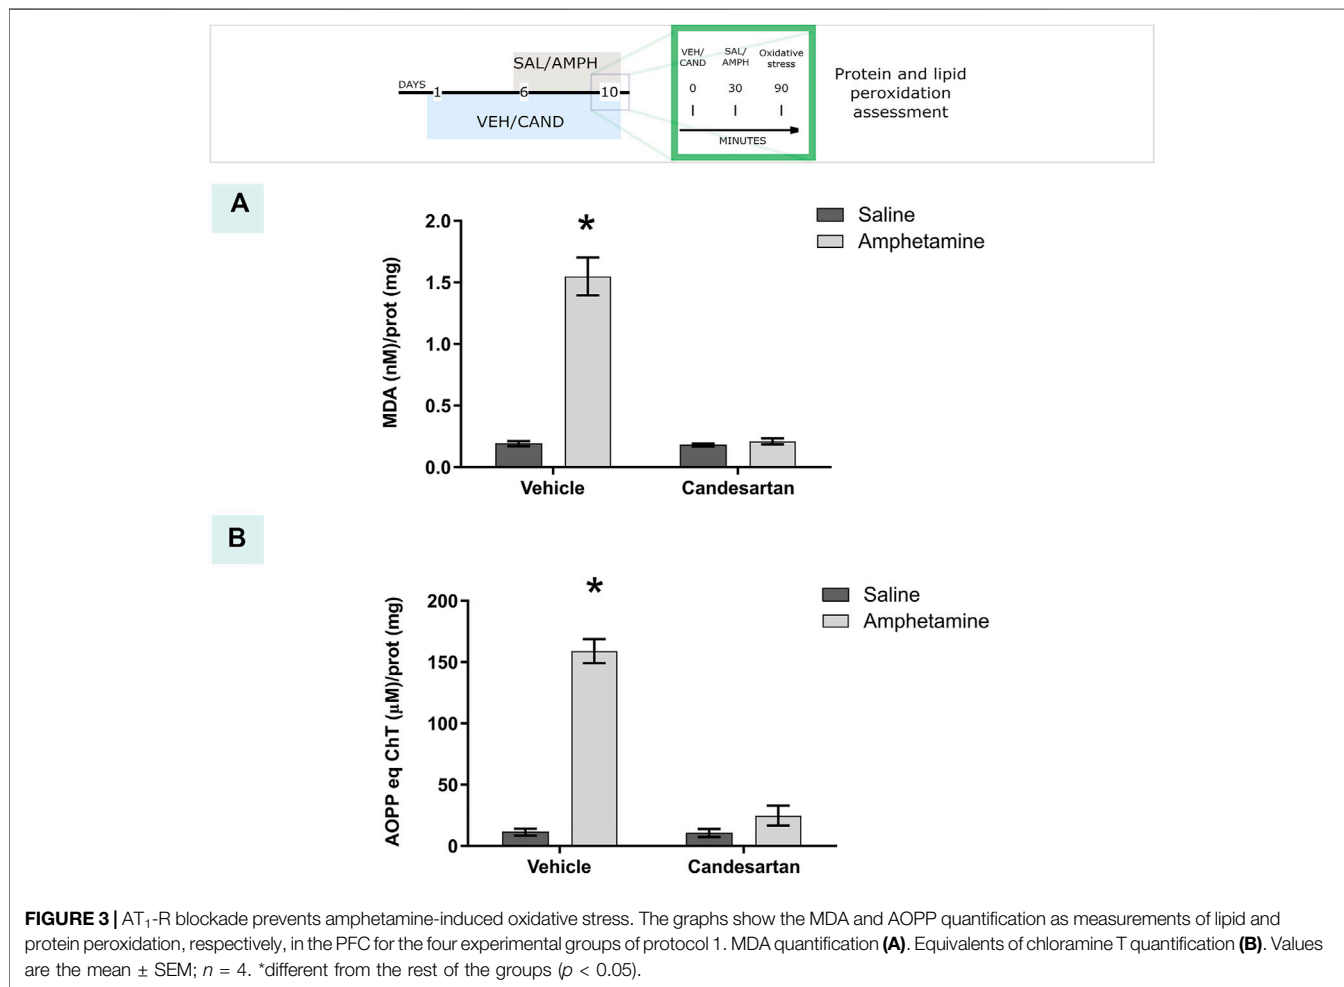 SAL/AMPH
DAYS 1 6 10
VEH/CAND
VEH/ SAL/ Oxidative
CAND AMPH stress
0 30 90
MINUTES
Protein and lipid
peroxidation
assessment
A
*
Saline
Amphetamine
MDA (nM)/prot (mg)
2.0
1.5
1.0
0.5
0.0
Vehicle Candesartan
B
*
Saline
Amphetamine
AOPP eq ChT (µM)/prot (mg)
200
150
100
50
0
Vehicle Candesartan
FIGURE 3 | AT₁-R blockade prevents amphetamine-induced oxidative stress. The graphs show the MDA and AOPP quantification as measurements of lipid and
protein peroxidation, respectively, in the PFC for the four experimental groups of protocol 1. MDA quantification (A). Equivalents of chloramine T quantification (B). Values
are the mean ± SEM; n = 4. *different from the rest of the groups (p < 0.05).